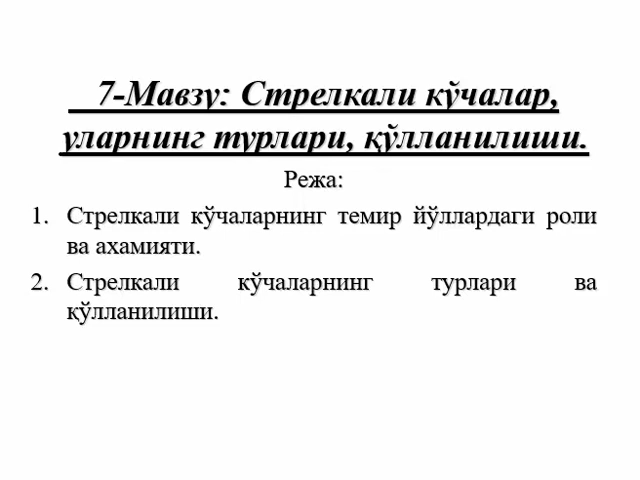 7-Мавзу: Стрелкали кўчалар,
уларнинг турлари, қўлланилиши.
Режа:
1. Стрелкали кўчаларнинг темир йўллардаги роли
ва ахамияти.
2. Стрелкали кўчаларнинг турлари ва
қўлланилиши.